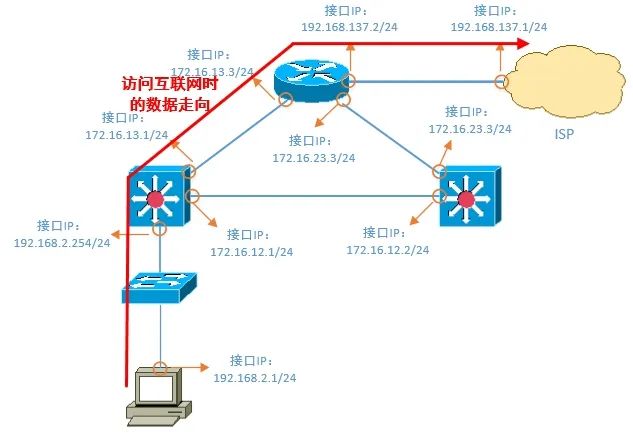 接口IP：
192.168.137.2/24
接口IP：
192.168.137.1/24
接口IP：
172.16.13.3/24
访问互联网时
的数据走向
接口IP：
172.16.13.1/24
接口IP：
172.16.23.3/24
接口IP：
172.16.23.3/24
ISP
接口IP：
192.168.2.254/24
接口IP：
172.16.12.1/24
接口IP：
172.16.12.2/24
接口IP：
192.168.2.1/24